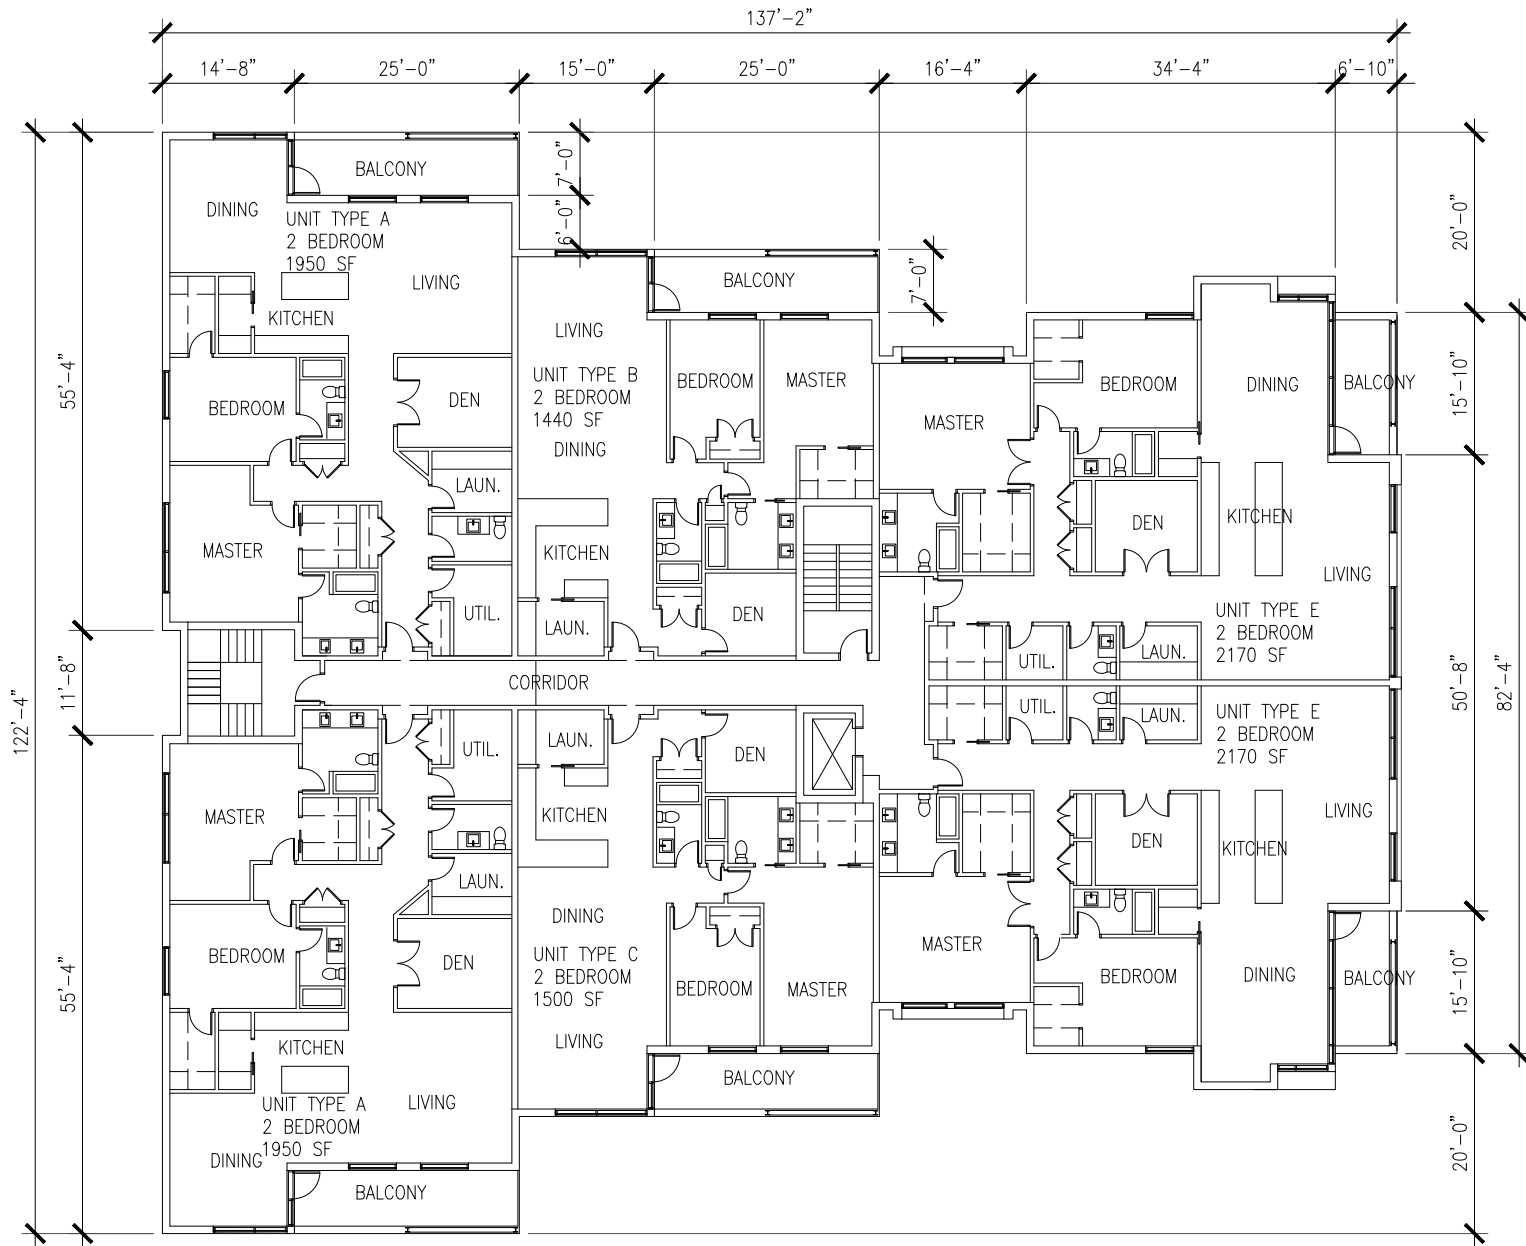 137'-2"
14'-8"
25'-0"
15'-0"
25'-0"
16'-4"
34'-4"
6'-10"
BALCONY
7'-0"
DINING
UNIT TYPE A
2 BEDROOM
1950 SF
6'-0"
20'-0"
LIVING
BALCONY
7'-0"
KITCHEN
LIVING
55'-4"
UNIT TYPE B
2 BEDROOM
1440 SF
BEDROOM
MASTER
BEDROOM
DINING
BALCONY
15'-10"
BEDROOM
DEN
MASTER
DINING
LAUN.
MASTER
KITCHEN
DEN
KITCHEN
LIVING
UTIL.
LAUN.
DEN
UNIT TYPE E
2 BEDROOM
2170 SF
UTIL.
LAUN.
11'-8"
CORRIDOR
122'-4"
50'-8"
82'-4"
UTIL.
LAUN.
UNIT TYPE E
2 BEDROOM
2170 SF
UTIL.
LAUN.
DEN
MASTER
KITCHEN
DEN
KITCHEN
LIVING
LAUN.
DINING
MASTER
BEDROOM
DEN
UNIT TYPE C
2 BEDROOM
1500 SF
BEDROOM
MASTER
BEDROOM
DINING
BALCONY
55'-4"
15'-10"
KITCHEN
LIVING
BALCONY
UNIT TYPE A
2 BEDROOM
1950 SF
LIVING
DINING
20'-0"
BALCONY